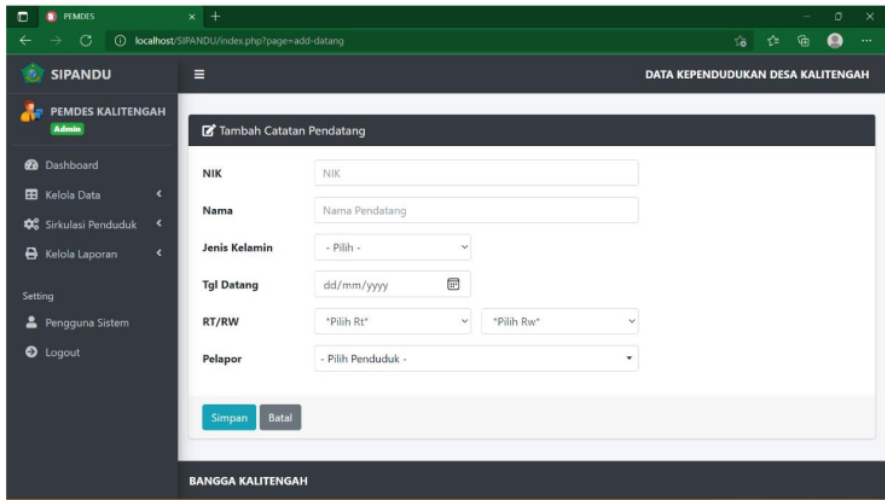 PEMDES
localhost/SIPANDU/index.php?page=add-datang
SIPANDU
DATA KEPENDUDUKAN DESA KALITENGAH
PEMDES KALITENGAH
Admin
Dashboard
Kelola Data
Sirkulasi Penduduk
Kelola Laporan
Setting
Pengguna Sistem
Logout
Tambah Catatan Pendatang
NIK NIK
Nama Nama Pendatang
Jenis Kelamin - Pilih -
Tgl Datang dd/mm/yyyy
RT/RW *Pilih Rt* *Pilih Rw*
Pelapor - Pilih Penduduk -
Simpan Batal
BANGGA KALITENGAH